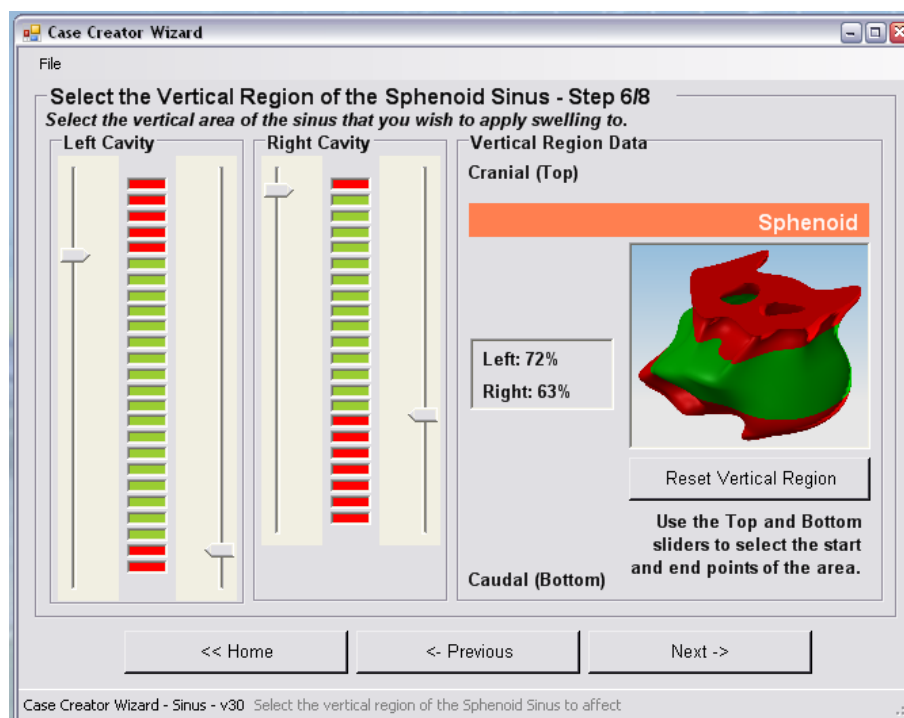 Case Creator Wizard
File
Select the Vertical Region of the Sphenoid Sinus - Step 6/8
Select the vertical area of the sinus that you wish to apply swelling to.
Left Cavity
Right Cavity
Vertical Region Data
Cranial (Top)
Sphenoid
Left: 72%
Right: 63%
Reset Vertical Region
Use the Top and Bottom
sliders to select the start
and end points of the area.
Caudal (Bottom)
<< Home
<- Previous
Next ->
Case Creator Wizard - Sinus - v30 Select the vertical region of the Sphenoid Sinus to affect